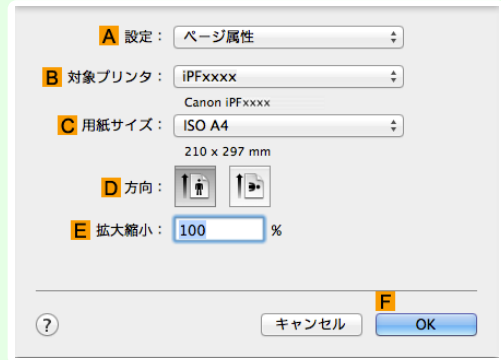 A 設定： ページ属性
B 対象プリンタ： iPFxxxx
Canon iPFxxxx
C 用紙サイズ： ISO A4
210 x 297 mm
D 方向：
E 拡大縮小： 100 %
F
? キャンセル OK